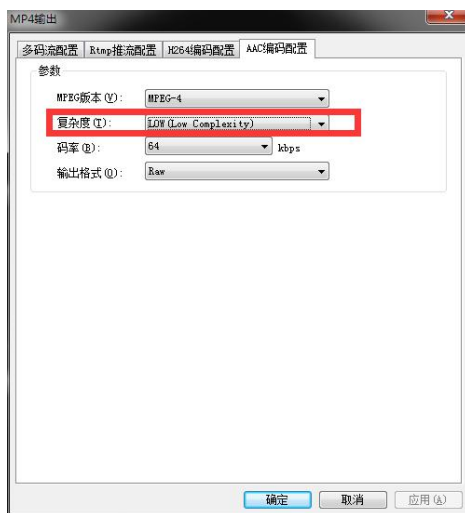 MP4输出
多码流配置 Rtmp推流配置 H264编码配置 AAC编码配置
参数
MPEG版本(V): MPEG-4
复杂度(T): LOW(Low Complexity)
码率(B): 64 kbps
输出格式(O): Raw
确定 取消 应用(A)